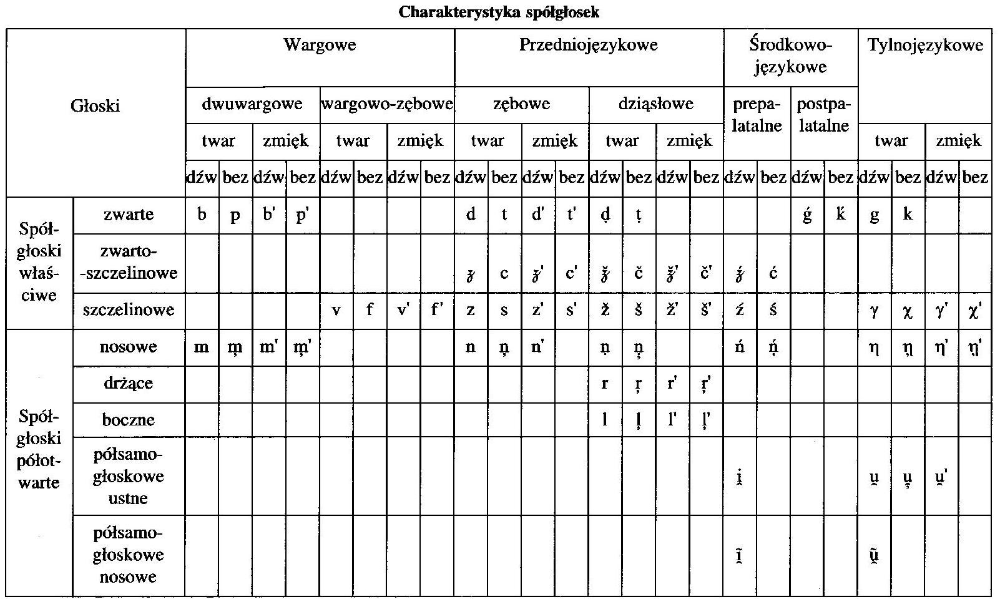 Charakterystyka spółgłosek
Głoski
Wargowe
Przedniojęzykowe
Środkowo-
językowe
Tylnojęzykowe
dwuwargowe wargowo-zębowe zębowe dziąsłowe
prepa-
latalne
postpa-
latalne
twar zmięk twar zmięk twar zmięk twar zmięk twar zmięk
dźw bez dźw bez dźw bez dźw bez dźw bez dźw bez dźw bez dźw bez dźw bez dźw bez dźw bez dźw bez
Spół-
głoski
właś-
ciwe
zwarte b p b' p' d t d' t' ḍ ṭ ǵ ḱ g k
zwarto-
-szczelinowe ʒ c ʒ' c' ǯ č ǯ' č' ʒ́ ć
szczelinowe v f v' f' z s z' s' ž š ž' š' ź ś γ χ γ' χ'
Spół-
głoski
półot-
warte
nosowe m m̦ m' m̦' n ņ n' ṇ ṇ̦ ń ń̦ η η̦ η' η̦'
drżące r ŗ r' ŗ'
boczne l ļ l' ļ'
półsamo-
głoskowe
ustne
i̯ u̯ u̯̦ u̯'
półsamo-
głoskowe
nosowe
ĩ̯ ũ̯